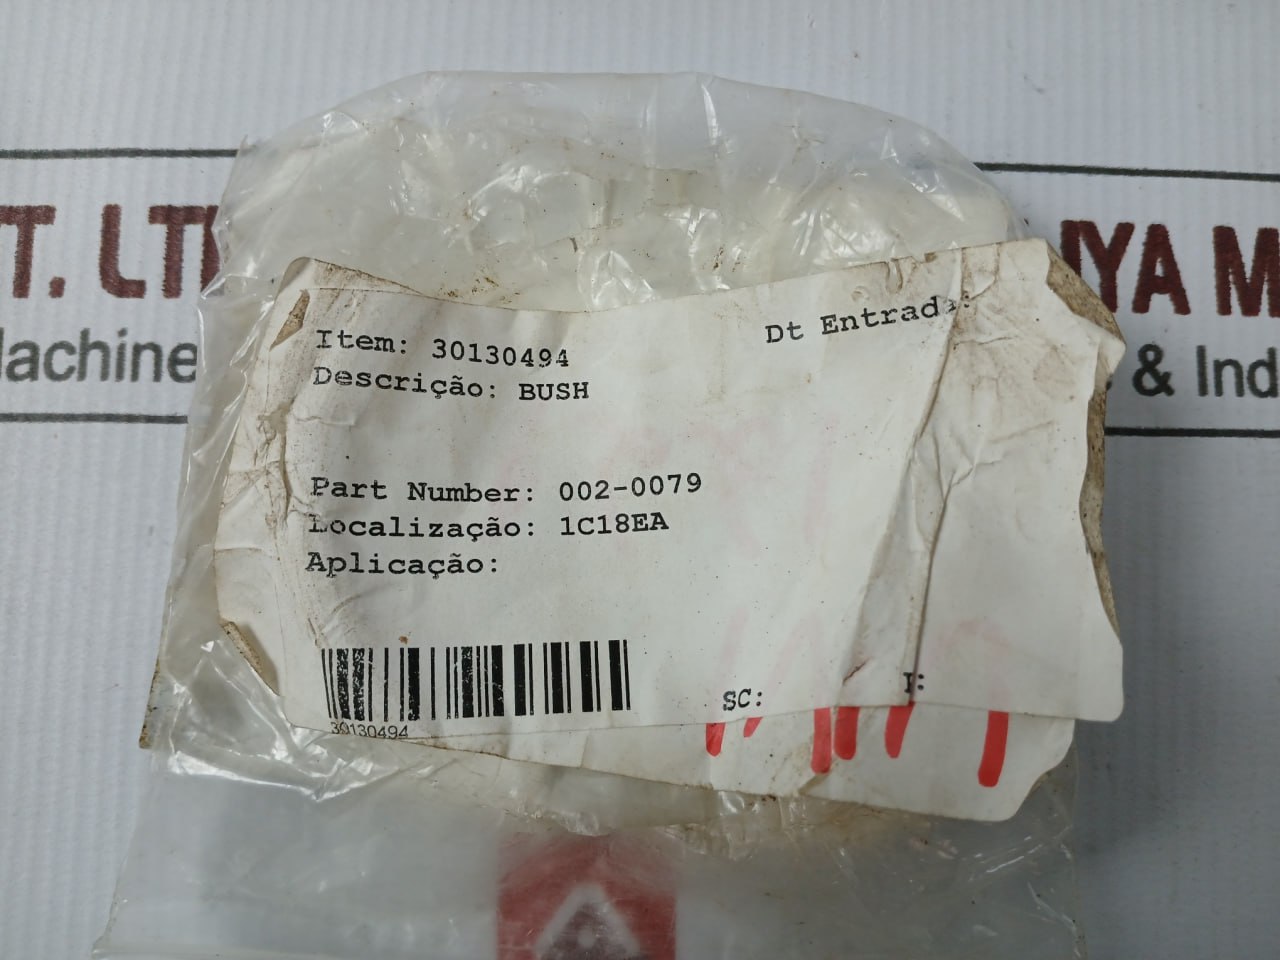 T. LT
IYA M
achine
& Ind
Item: 30130494
Dt Entrada:
Descrição: BUSH
Part Number: 002-0079
Localização: 1C18EA
Aplicação:
SC:
I:
30130494